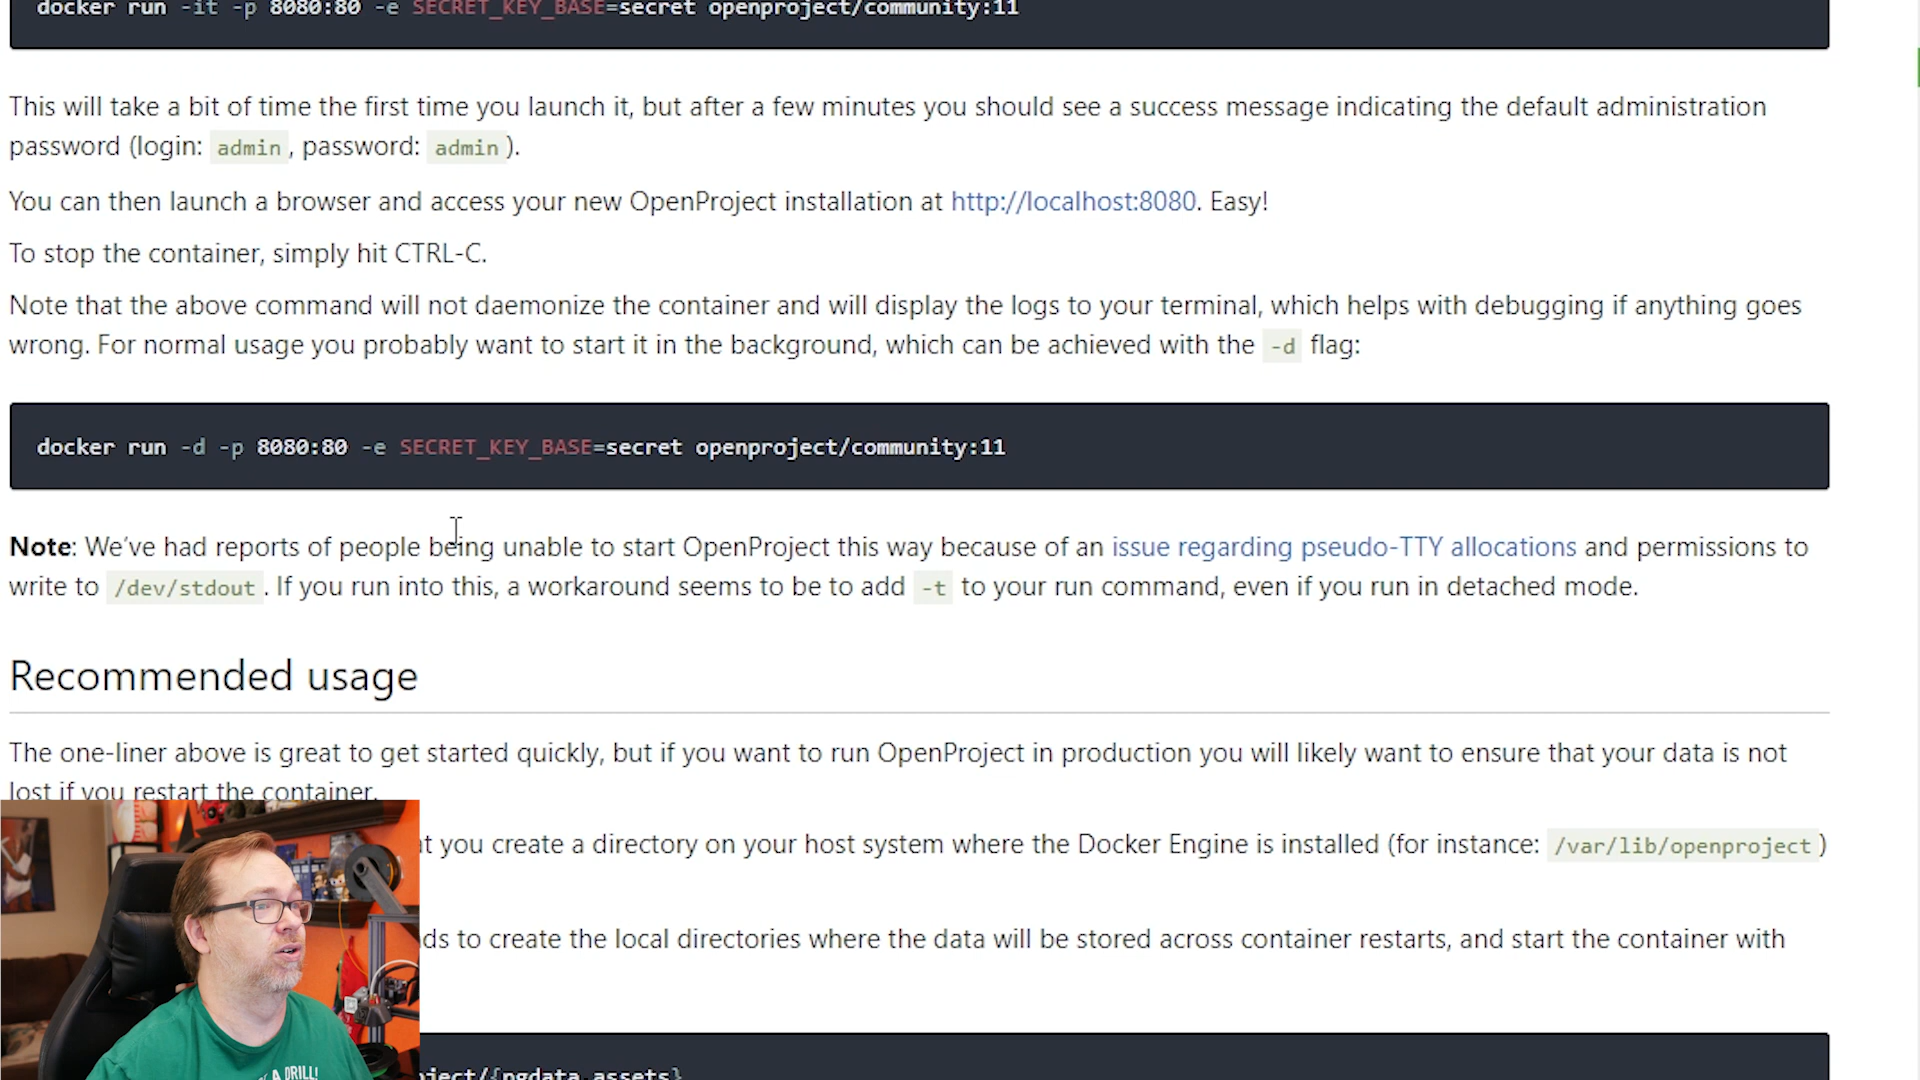 docker run -it -p 8080:80 -e SECRET_KEY_BASE=secret openproject/community:11
This will take a bit of time the first time you launch it, but after a few minutes you should see a success message indicating the default administration
password (login: admin, password: admin).
You can then launch a browser and access your new OpenProject installation at http://localhost:8080. Easy!
To stop the container, simply hit CTRL-C.
Note that the above command will not daemonize the container and will display the logs to your terminal, which helps with debugging if anything goes
wrong. For normal usage you probably want to start it in the background, which can be achieved with the -d flag:
docker run -d -p 8080:80 -e SECRET_KEY_BASE=secret openproject/community:11
Note: We've had reports of people being unable to start OpenProject this way because of an issue regarding pseudo-TTY allocations and permissions to
write to /dev/stdout. If you run into this, a workaround seems to be to add -t to your run command, even if you run in detached mode.
Recommended usage
The one-liner above is great to get started quickly, but if you want to run OpenProject in production you will likely want to ensure that your data is not
lost if you restart the container.
you create a directory on your host system where the Docker Engine is installed (for instance: /var/lib/openproject)
to create the local directories where the data will be stored across container restarts, and start the container with
ject/{pgdata,assets}
A DRILL!